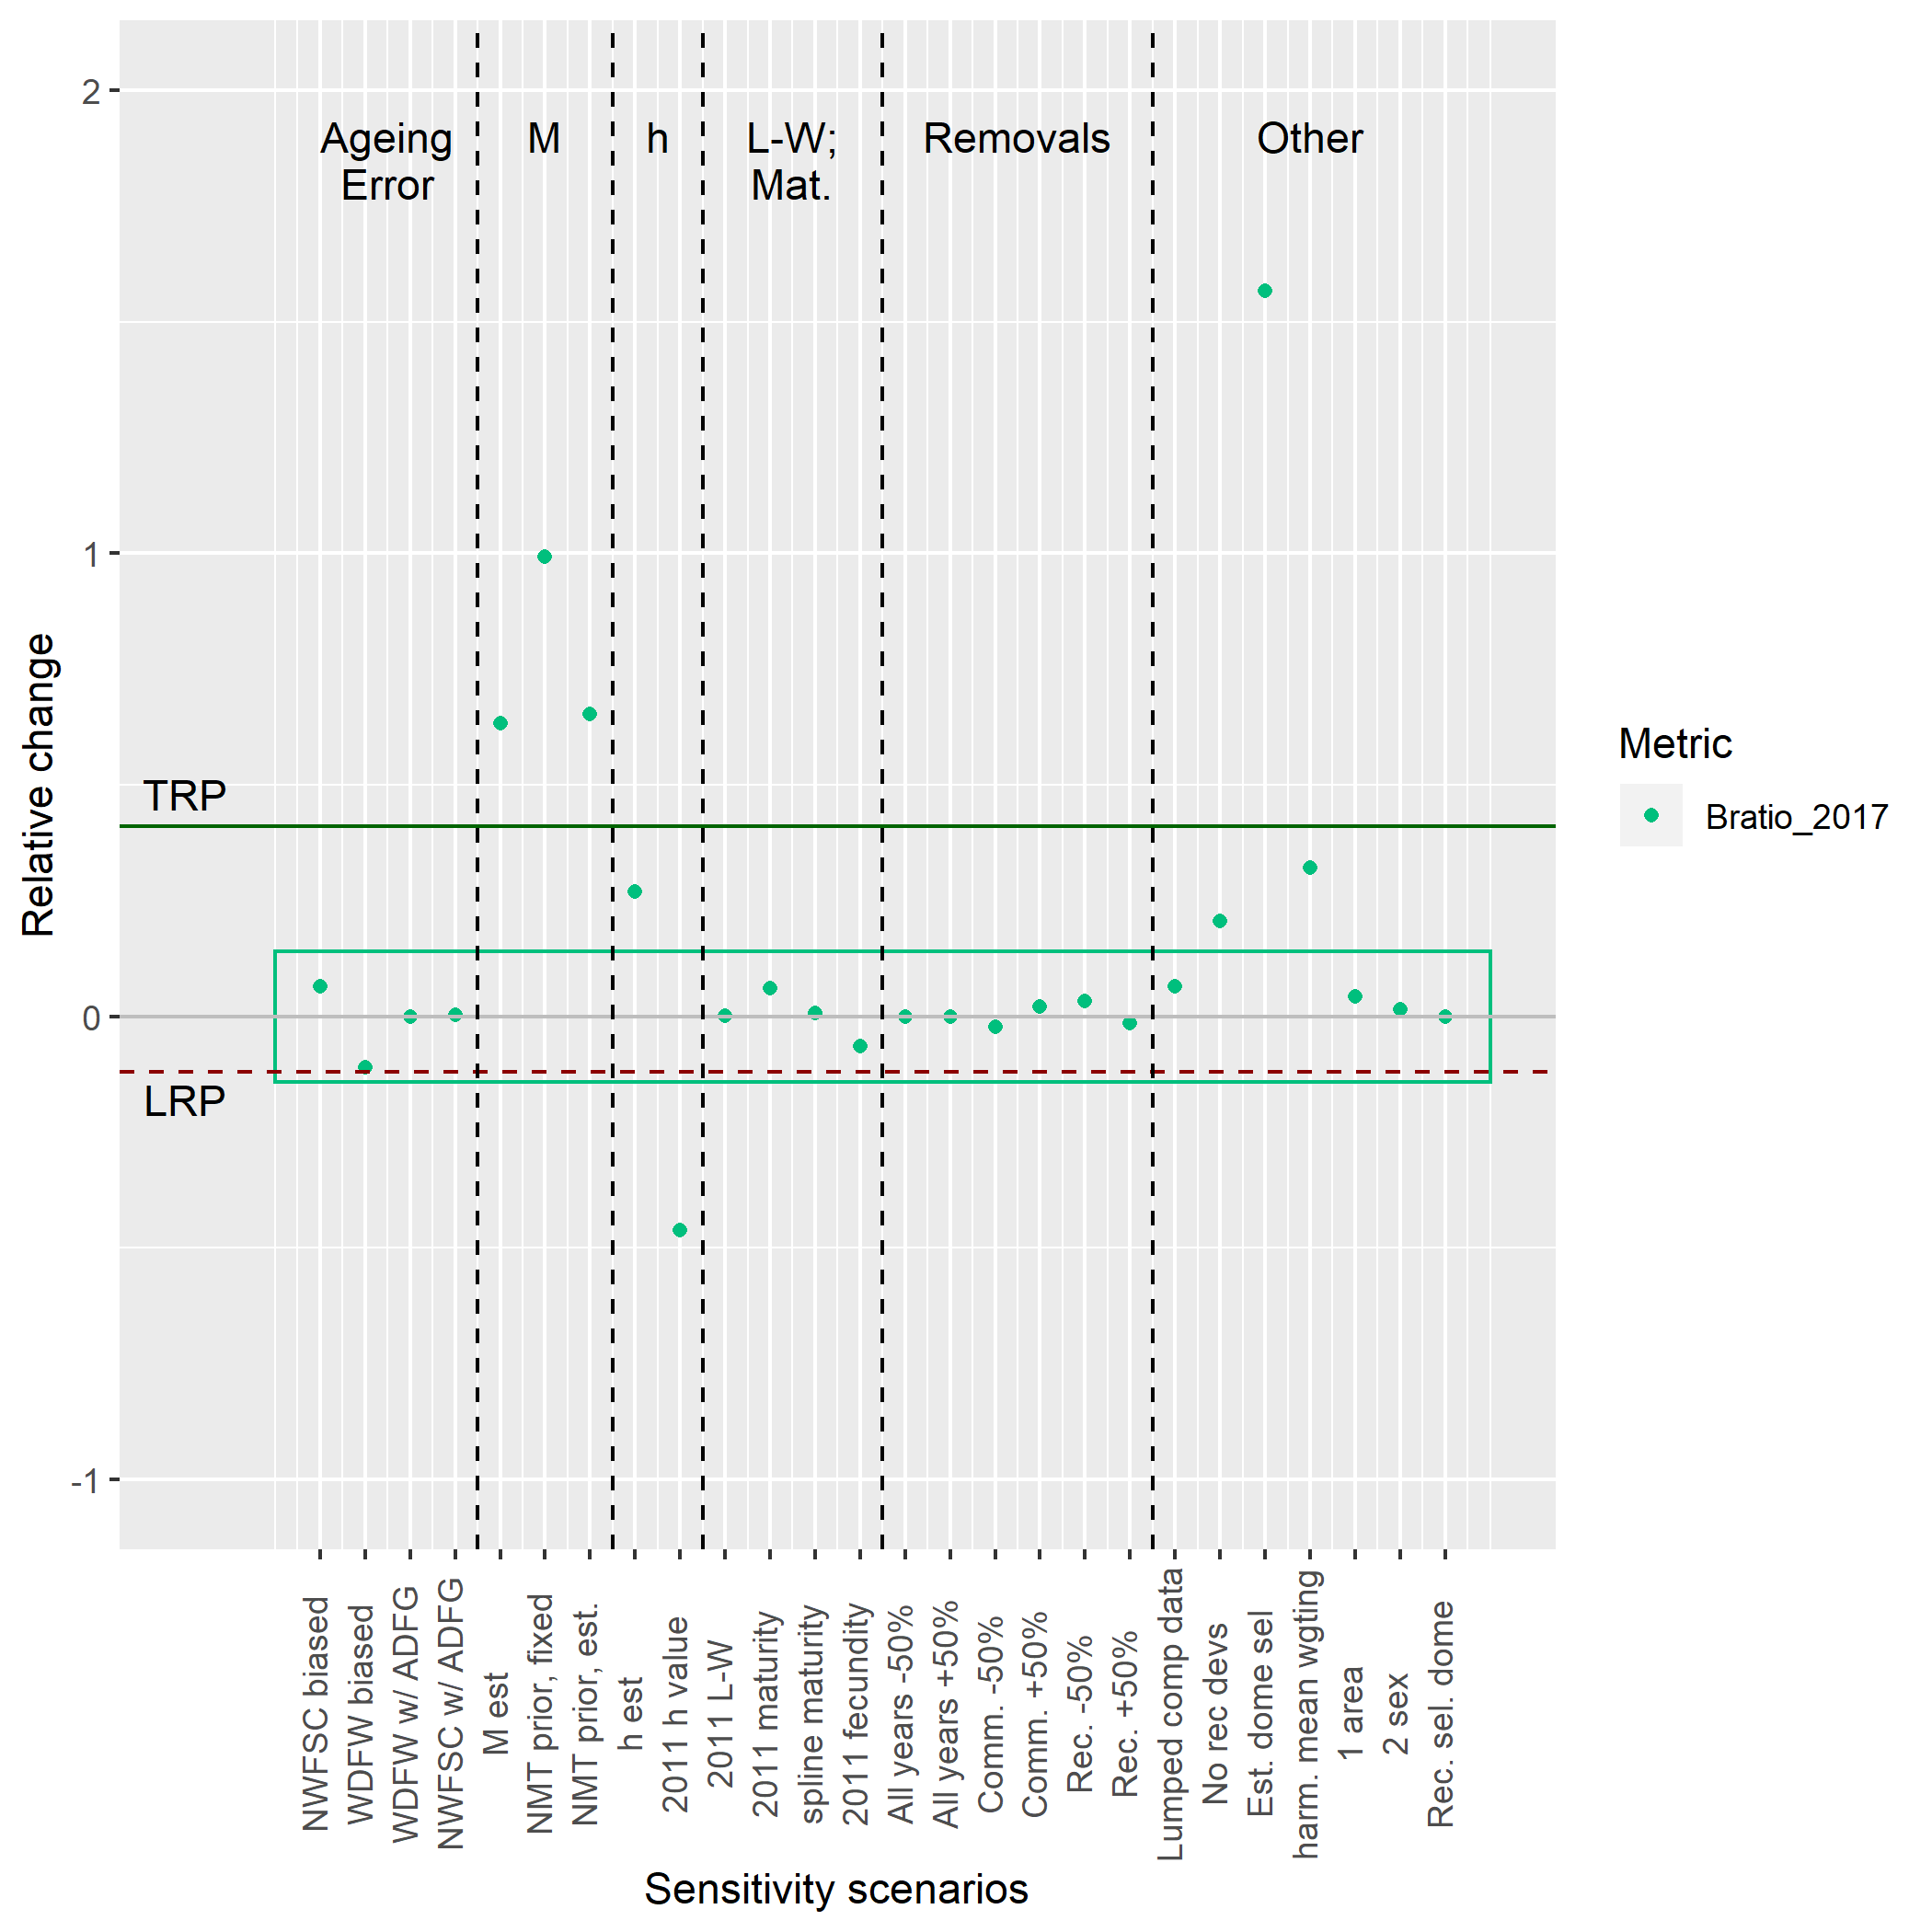 Ageing
Error
M
h
L-W;
Mat.
Removals
Other
2
1
0
-1
Relative change
TRP
LRP
Metric
Bratio_2017
NWFSC biased
WDFW biased
WDFW w/ ADFG
NWFSC w/ ADFG
M est
NMT prior, fixed
NMT prior, est.
h est
2011 h value
2011 L-W
2011 maturity
spline maturity
2011 fecundity
All years -50%
All years +50%
Comm. -50%
Comm. +50%
Rec. -50%
Rec. +50%
Lumped comp data
No rec devs
Est. dome sel
harm. mean wgting
1 area
2 sex
Rec. sel. dome
Sensitivity scenarios